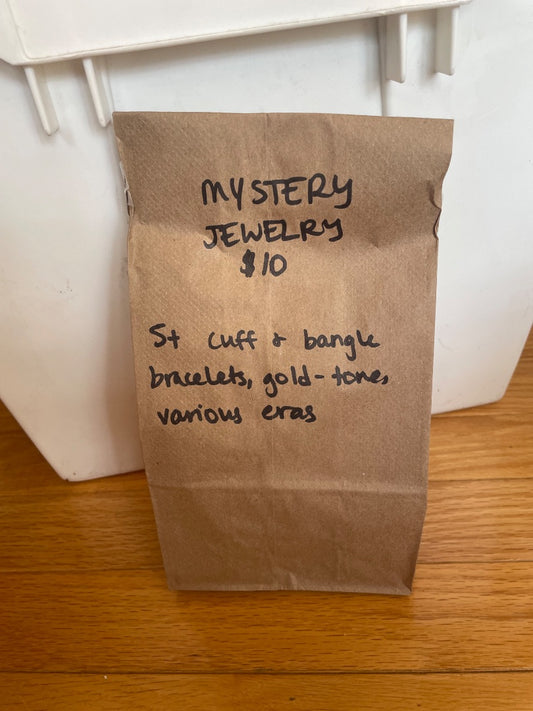 MYSTERY
JEWELRY
$10
5+ cuff & bangle
bracelets, gold-tone,
various eras